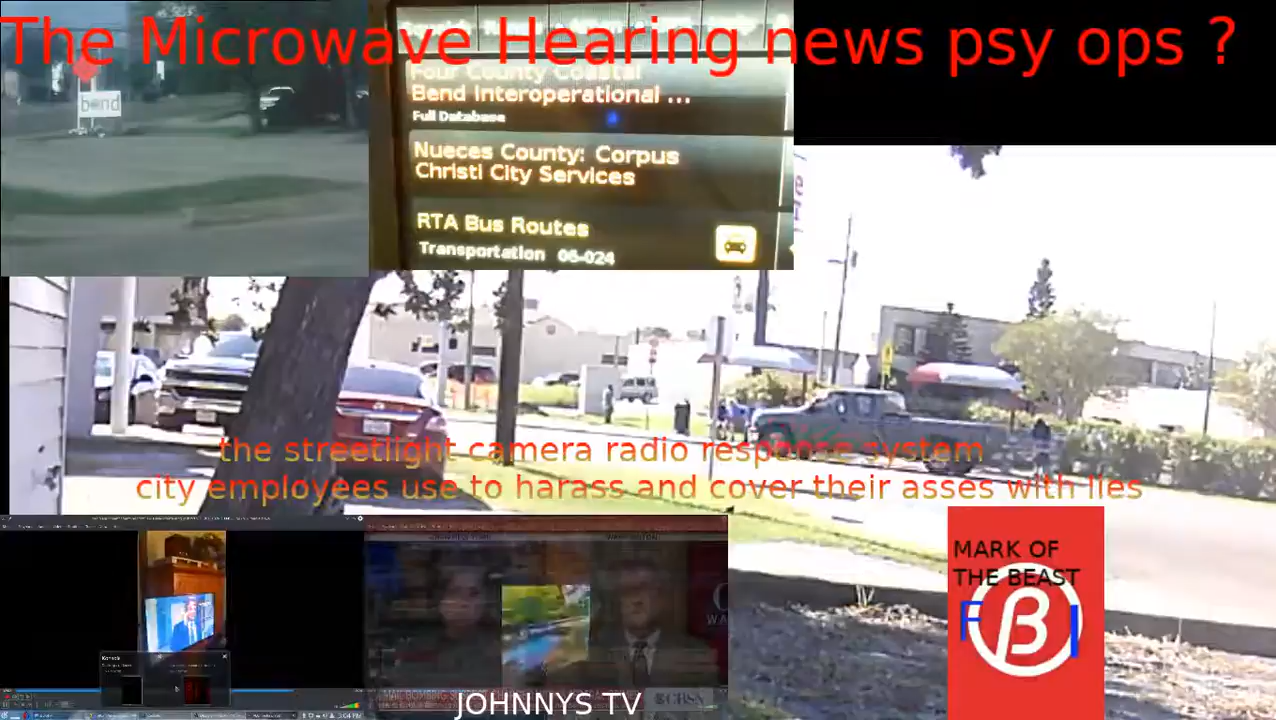 The Microwave Hearing news psy ops ?
bend
Four County Coastal
Bend Interoperational ...
Full Database
Nueces County: Corpus
Christi City Services
RTA Bus Routes
Transportation 06-024
the streetlight camera radio response system
city employees use to harass and cover their asses with lies
MARK OF
THE BEAST
F β I
JOHNNYS TV